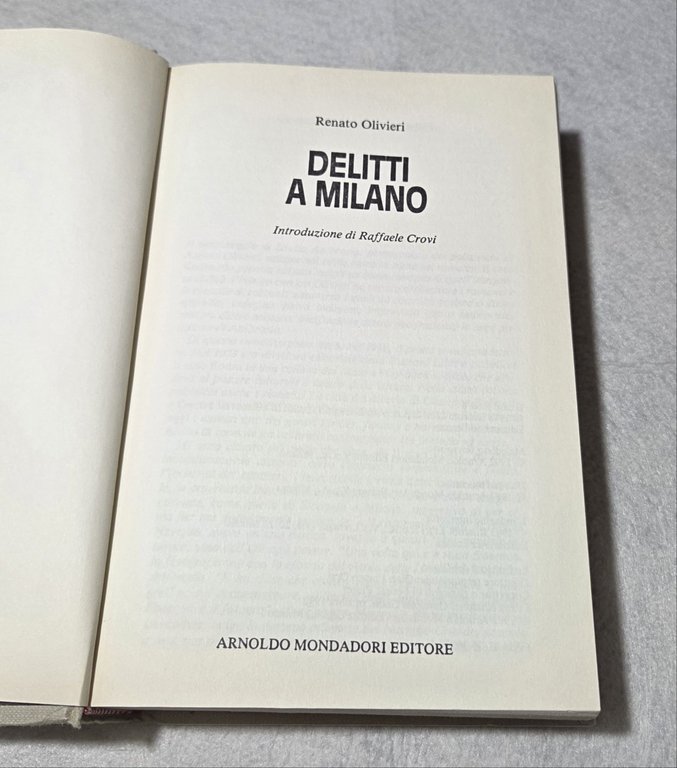 Renato Olivieri
DELITTI
A MILANO
Introduzione di Raffaele Crovi
ARNOLDO MONDADORI EDITORE